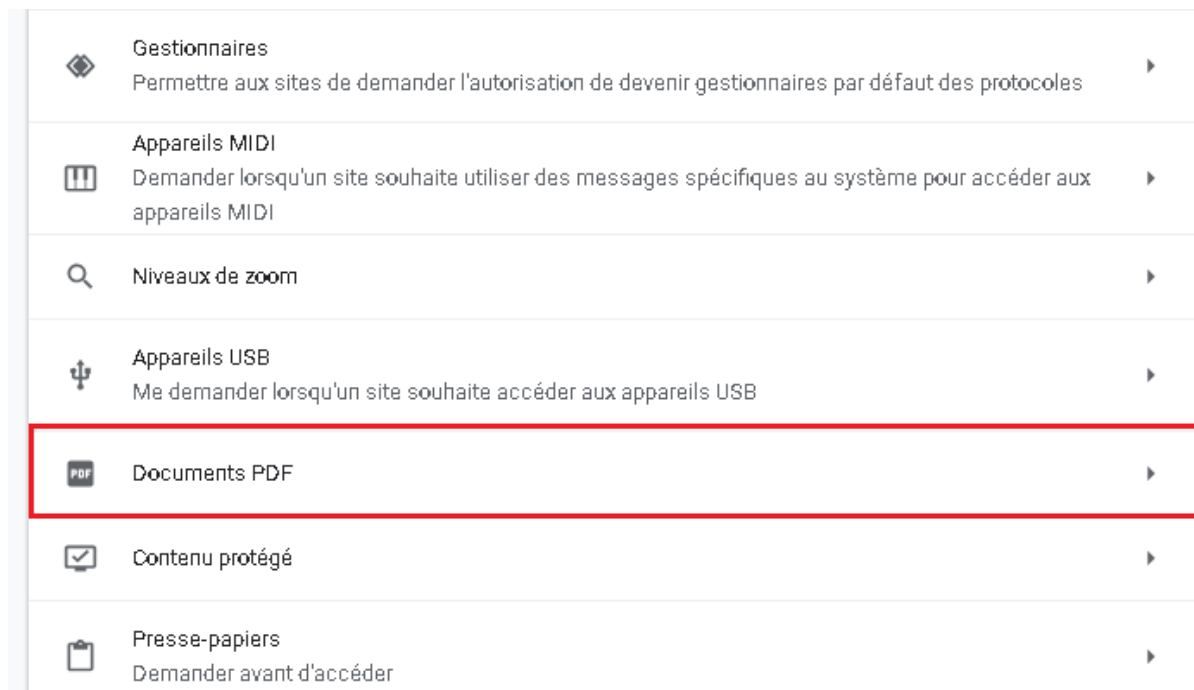 Gestionnaires
Permettre aux sites de demander l'autorisation de devenir gestionnaires par défaut des protocoles
Appareils MIDI
Demander lorsqu'un site souhaite utiliser des messages spécifiques au système pour accéder aux
appareils MIDI
Niveaux de zoom
Appareils USB
Me demander lorsqu'un site souhaite accéder aux appareils USB
PDF
Documents PDF
Contenu protégé
Presse-papiers
Demander avant d'accéder